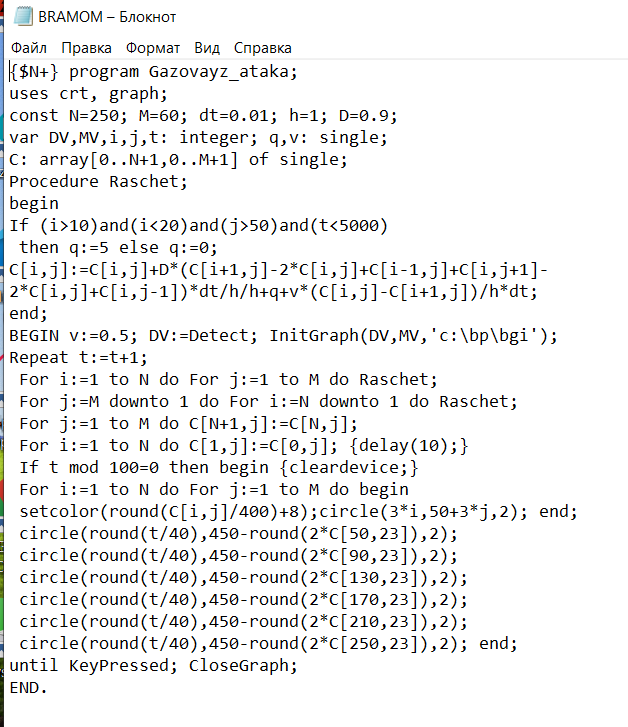 BRAMOM – Блокнот
Файл Правка Формат Вид Справка
{$N+} program Gazovayz_ataka;
uses crt, graph;
const N=250; M=60; dt=0.01; h=1; D=0.9;
var DV,MV,i,j,t: integer; q,v: single;
C: array[0..N+1,0..M+1] of single;
Procedure Raschet;
begin
If (i>10)and(i<20)and(j>50)and(t<5000)
then q:=5 else q:=0;
C[i,j]:=C[i,j]+D*(C[i+1,j]-2*C[i,j]+C[i-1,j]+C[i,j+1]-
2*C[i,j]+C[i,j-1])*dt/h/h+q+v*(C[i,j]-C[i+1,j])/h*dt;
end;
BEGIN v:=0.5; DV:=Detect; InitGraph(DV,MV,'c:\bp\bgi');
Repeat t:=t+1;
For i:=1 to N do For j:=1 to M do Raschet;
For j:=M downto 1 do For i:=N downto 1 do Raschet;
For j:=1 to M do C[N+1,j]:=C[N,j];
For i:=1 to N do C[1,j]:=C[0,j]; {delay(10);}
If t mod 100=0 then begin {cleardevice;}
For i:=1 to N do For j:=1 to M do begin
setcolor(round(C[i,j]/400)+8);circle(3*i,50+3*j,2); end;
circle(round(t/40),450-round(2*C[50,23]),2);
circle(round(t/40),450-round(2*C[90,23]),2);
circle(round(t/40),450-round(2*C[130,23]),2);
circle(round(t/40),450-round(2*C[170,23]),2);
circle(round(t/40),450-round(2*C[210,23]),2);
circle(round(t/40),450-round(2*C[250,23]),2); end;
until KeyPressed; CloseGraph;
END.